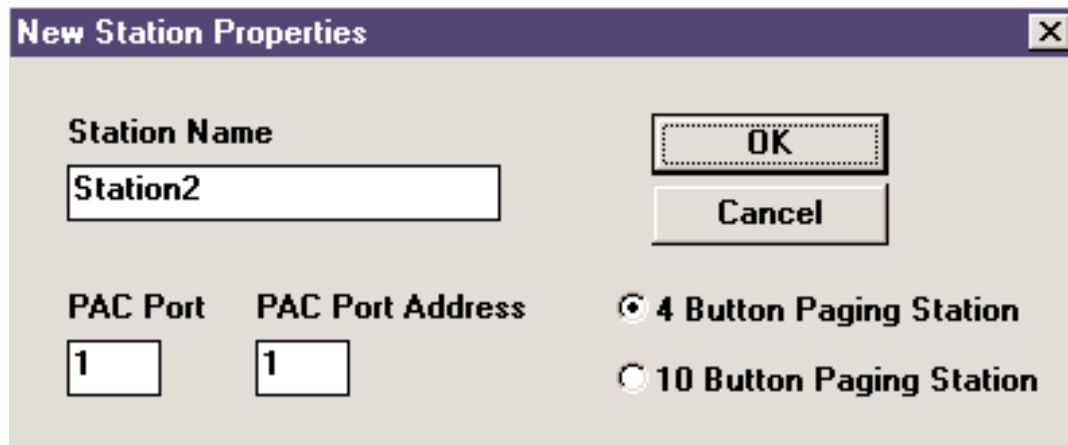 New Station Properties
Station Name
Station2
OK
Cancel
PAC Port
PAC Port Address
1
1
4 Button Paging Station
10 Button Paging Station